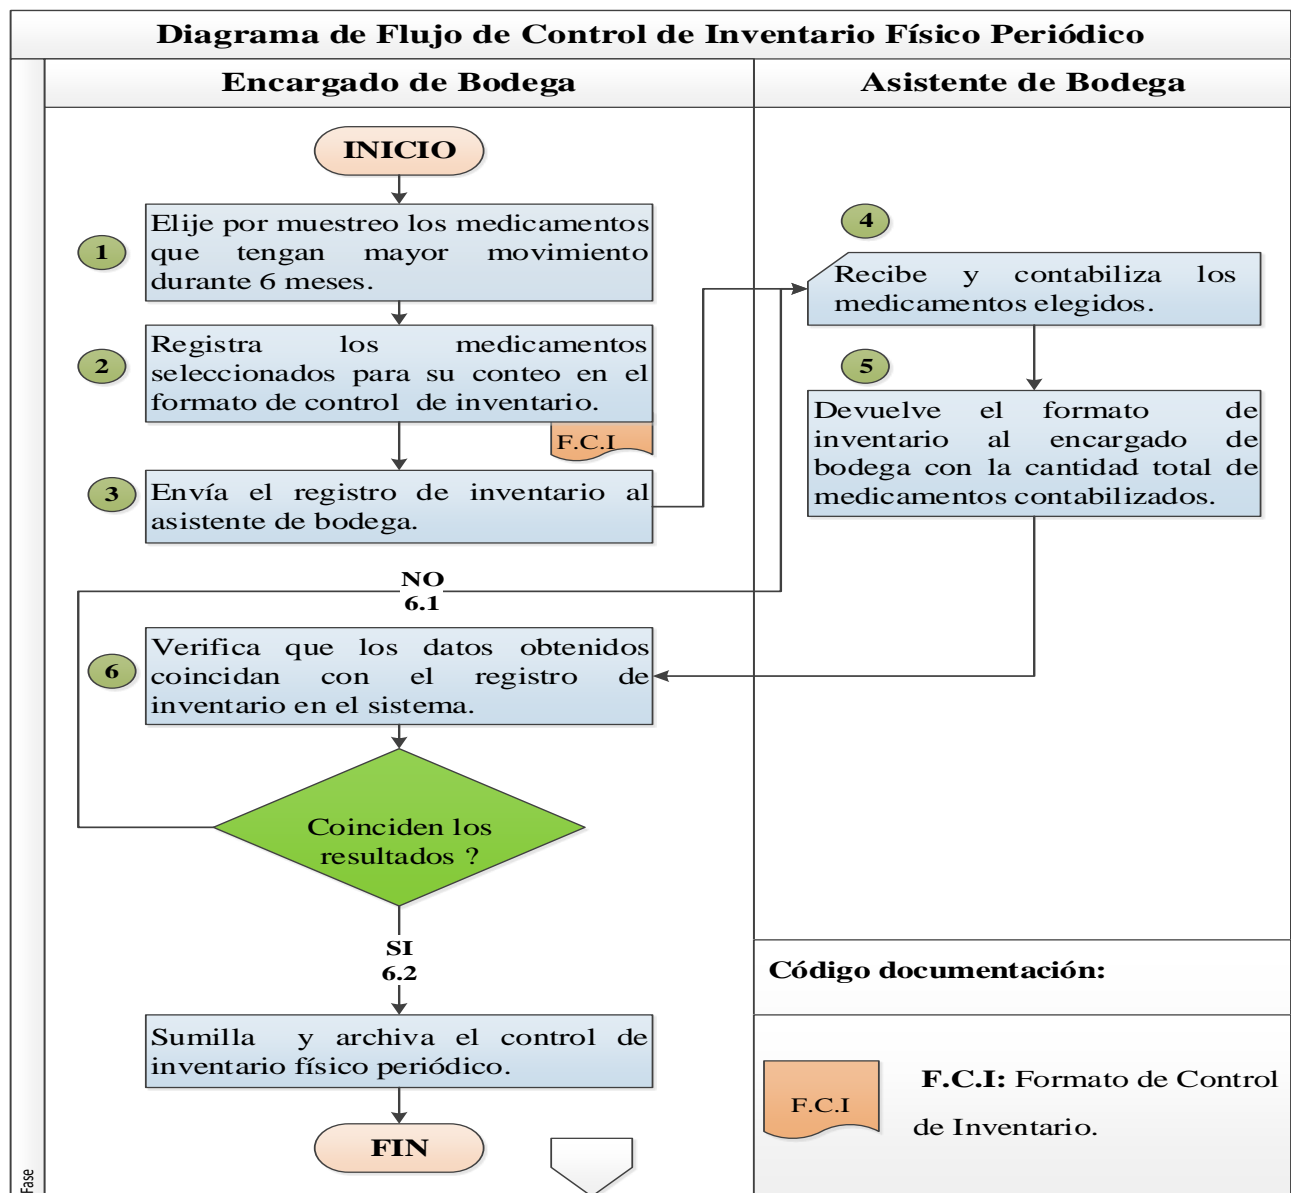 Diagrama de Flujo de Control de Inventario Físico Periódico
Encargado de Bodega
Asistente de Bodega
INICIO
1
Elije por muestreo los medicamentos
que tengan mayor movimiento
durante 6 meses.
2
Registra los medicamentos
seleccionados para su conteo en el
formato de control de inventario.
F.C.I
3
Envía el registro de inventario al
asistente de bodega.
4
Recibe y contabiliza los
medicamentos elegidos.
5
Devuelve el formato de
inventario al encargado de
bodega con la cantidad total de
medicamentos contabilizados.
NO
6.1
6
Verifica que los datos obtenidos
coincidan con el registro de
inventario en el sistema.
Coinciden los
resultados ?
SI
6.2
Sumilla y archiva el control de
inventario físico periódico.
FIN
Código documentación:
F.C.I
F.C.I: Formato de Control
de Inventario.
Fase